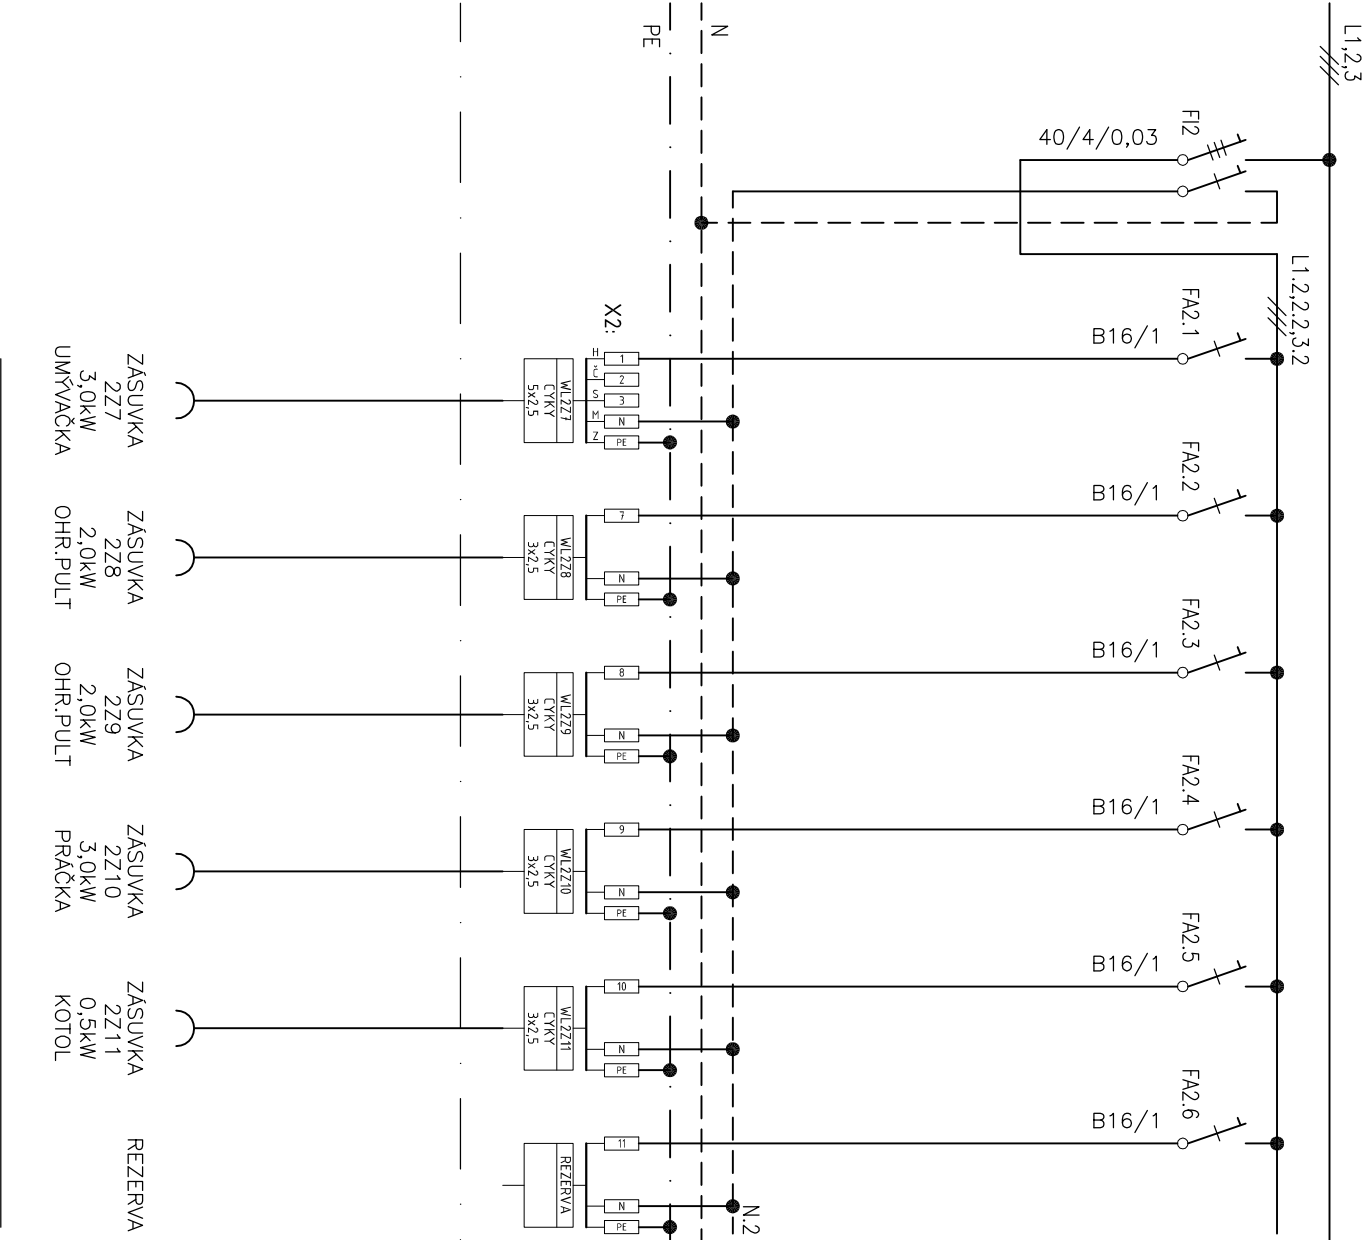 L1,2,3
N
PE
FI2
40/4/0,03
L1.2,2.2,3.2
X2:
FA2.1
B16/1
H
1
Č
2
S
3
M
N
Z
PE
WL2Z7
CYKY
5x2,5
ZÁSUVKA
2Z7
3,0kW
UMÝVAČKA
FA2.2
B16/1
7
N
PE
WL2Z8
CYKY
3x2,5
ZÁSUVKA
2Z8
2,0kW
OHR.PULT
FA2.3
B16/1
8
N
PE
WL2Z9
CYKY
3x2,5
ZÁSUVKA
2Z9
2,0kW
OHR.PULT
FA2.4
B16/1
9
N
PE
WL2Z10
CYKY
3x2,5
ZÁSUVKA
2Z10
3,0kW
PRÁČKA
FA2.5
B16/1
10
N
PE
WL2Z11
CYKY
3x2,5
ZÁSUVKA
2Z11
0,5kW
KOTOL
FA2.6
B16/1
11
N
PE
N.2
REZERVA
REZERVA